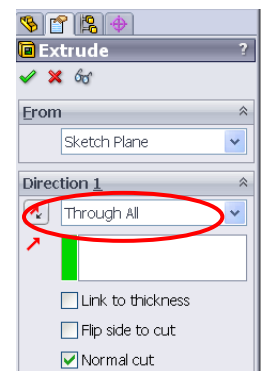 Extrude ?
From
Sketch Plane
Direction 1
Through All
Link to thickness
Flip side to cut
Normal cut